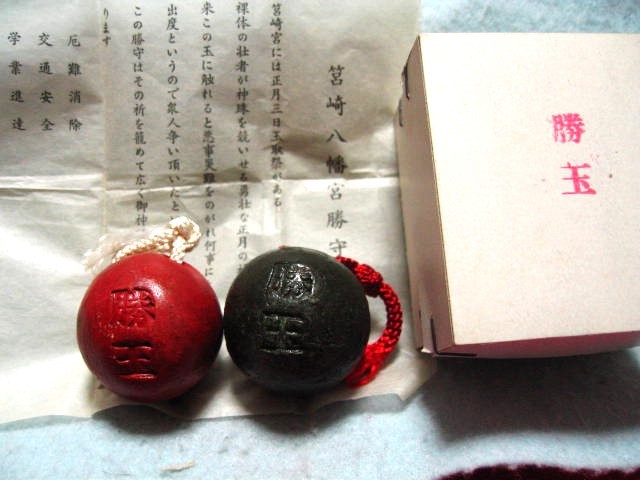 筥崎八幡宮勝守
筥崎宮には正月三日玉取祭がある
裸体の壮者が神珠を競いせる勇壮な正月の
来この玉に触れると悪事災難をのがれ何事に
出度というので衆人争い頂いたと
この勝守はその祈を籠めて広く御神
ります
厄難消除
交通安全
学業進達
勝玉
勝玉
勝玉